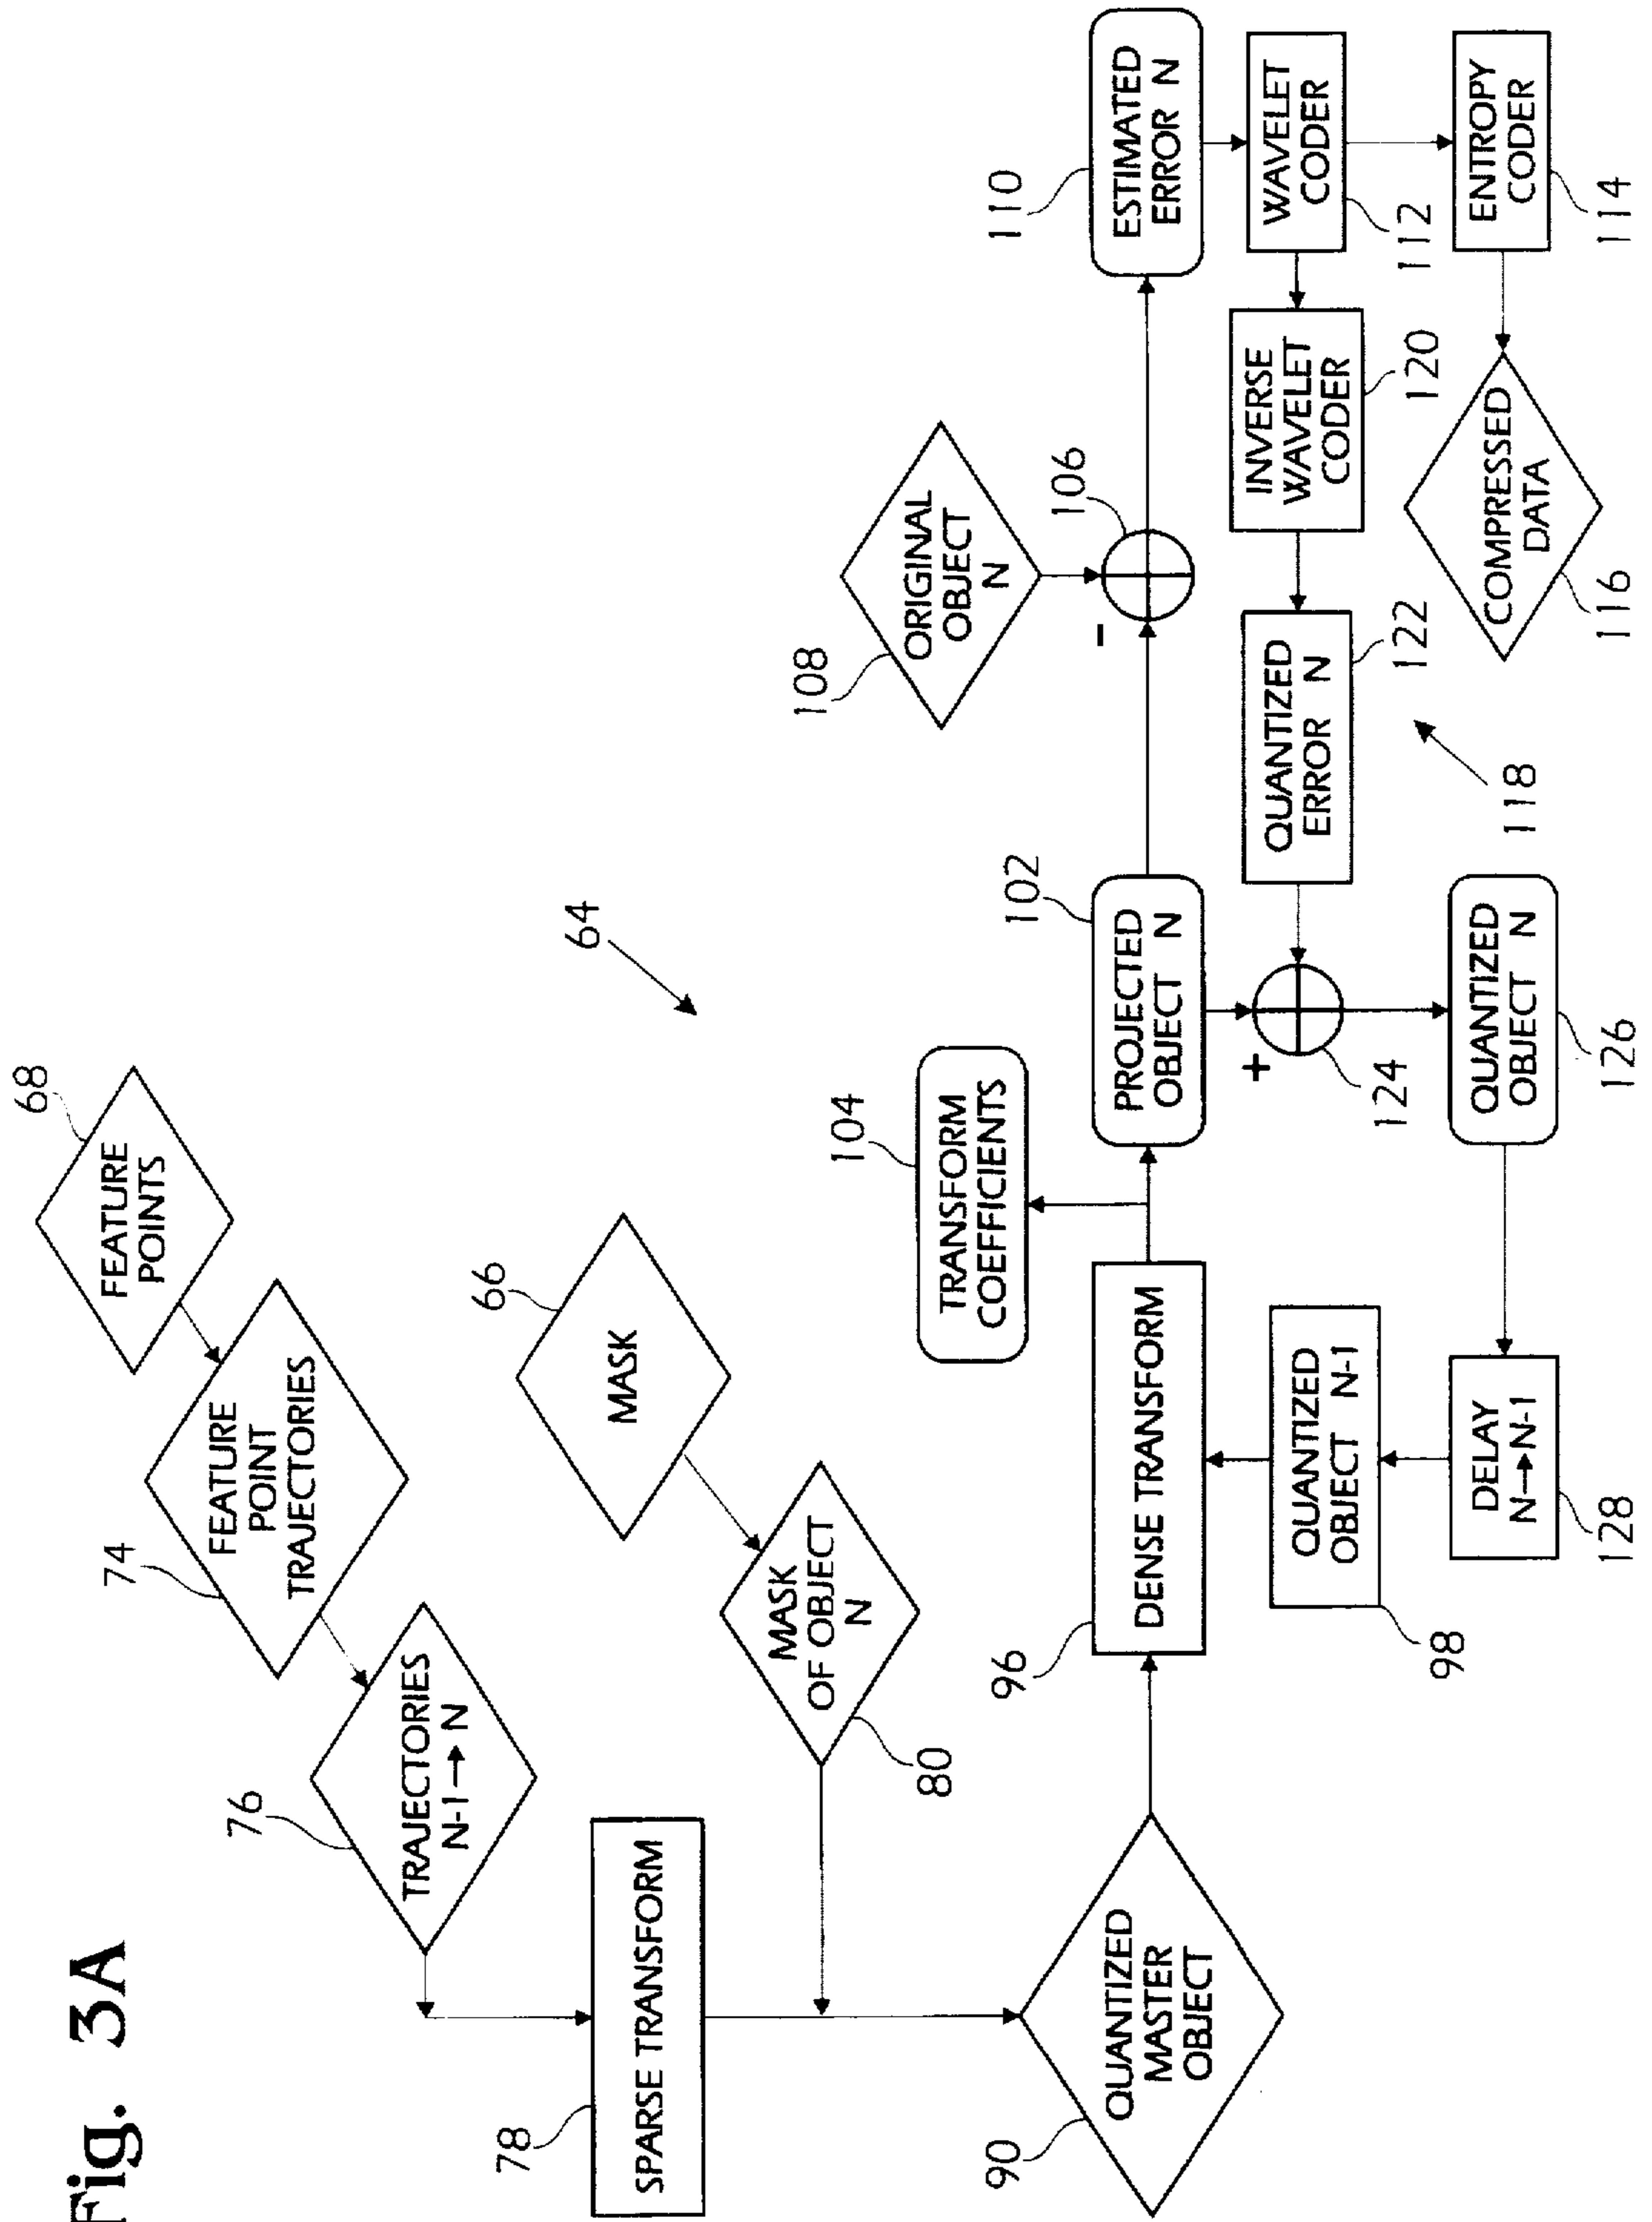 Fig. 3A
68
FEATURE
POINTS
74
FEATURE
POINT
TRAJECTORIES
76
TRAJECTORIES
N-1→N
64
66
MASK
78
SPARSE TRANSFORM
80
MASK
OF OBJECT
N
90
QUANTIZED
MASTER
OBJECT
96
DENSE TRANSFORM
98
QUANTIZED
OBJECT N-1
104
TRANSFORM
COEFFICIENTS
102
PROJECTED
OBJECT N
108
ORIGINAL
OBJECT
N
-
106
110
ESTIMATED
ERROR N
WAVELET
CODER
112
INVERSE
WAVELET
CODER
120
QUANTIZED
ERROR N
122
+
124
ENTROPY
CODER
114
COMPRESSED
DATA
116
118
QUANTIZED
OBJECT N
126
DELAY
N→N-1
128